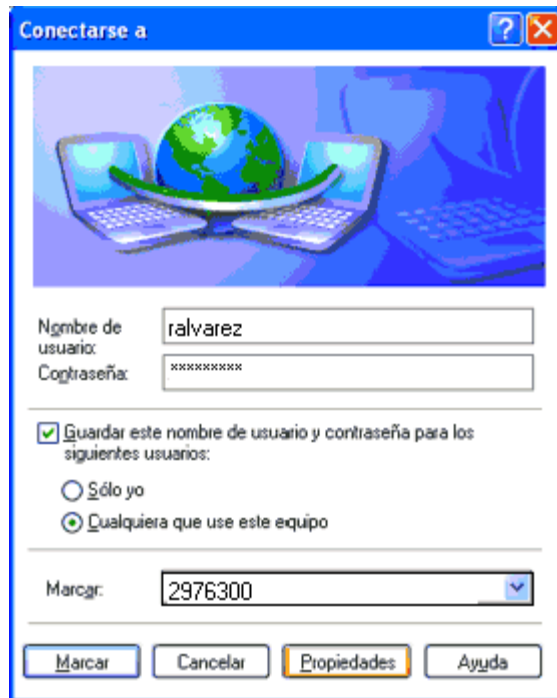 Conectarse a
Nombre de
usuario:
ralvarez
Contraseña:
*********
Guardar este nombre de usuario y contraseña para los
siguientes usuarios:
Sólo yo
Cualquiera que use este equipo
Marcar:
2976300
Marcar
Cancelar
Propiedades
Ayuda